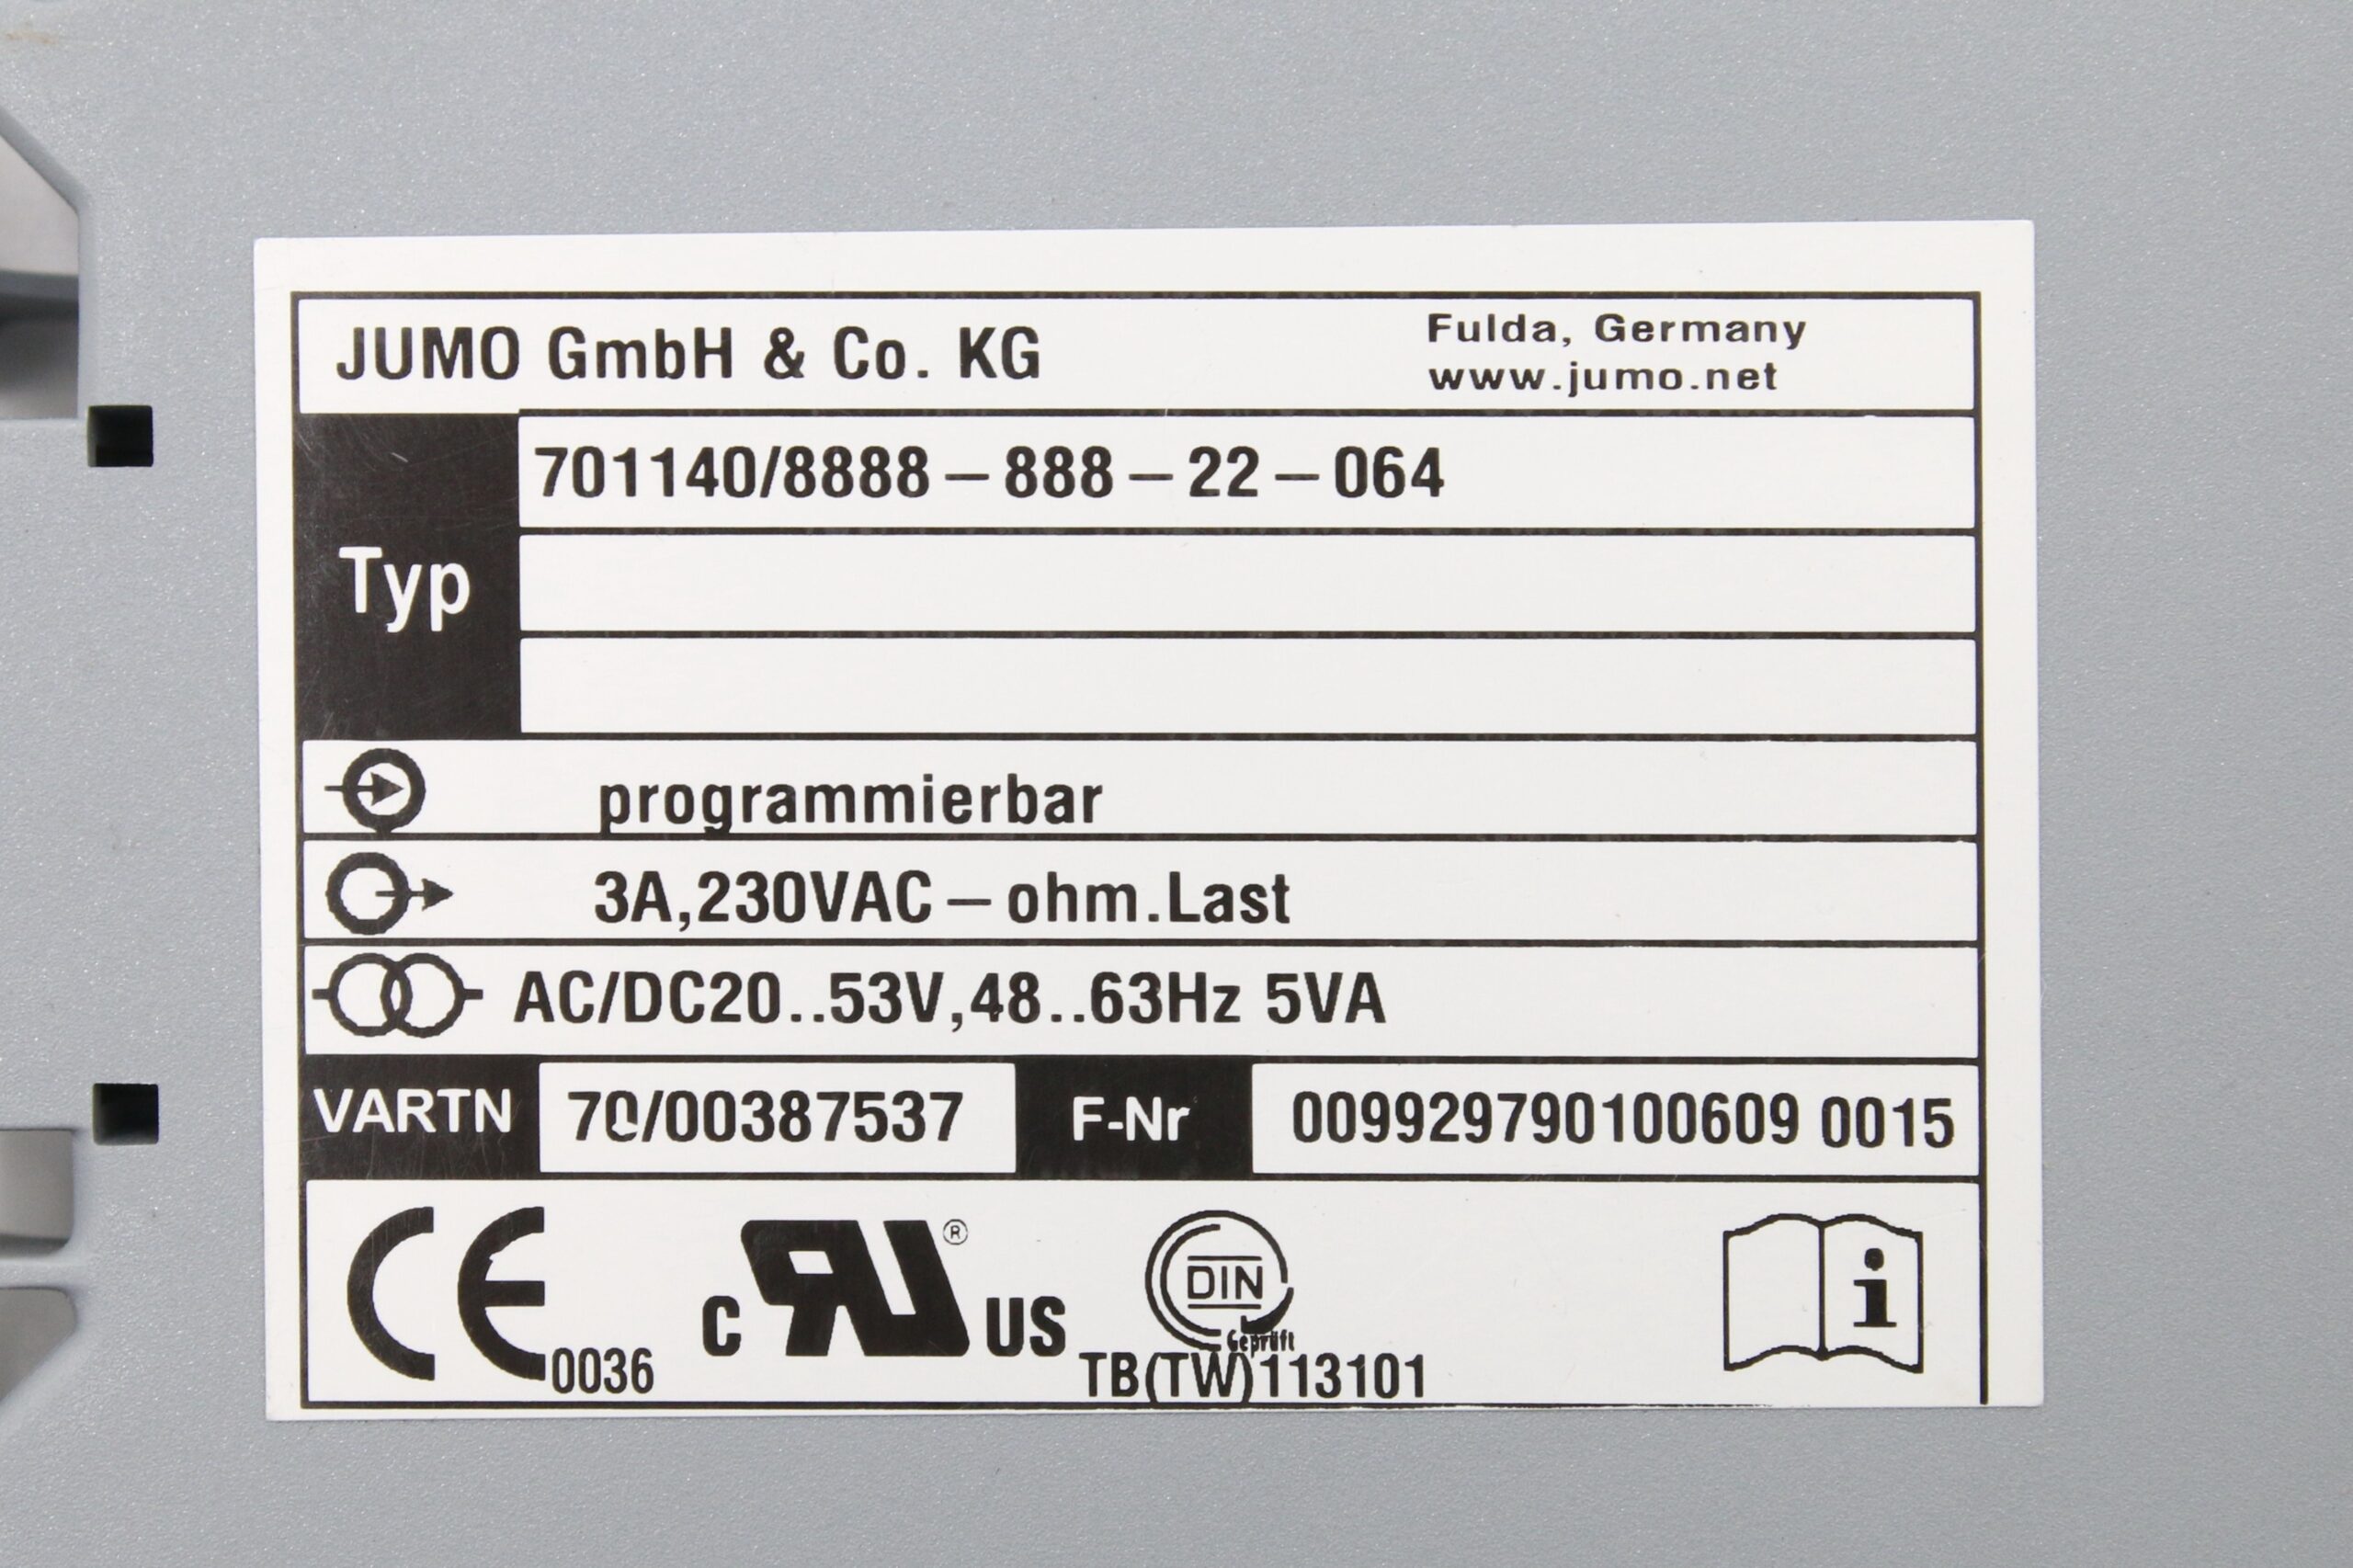 JUMO GmbH & Co. KG
Fulda, Germany
www.jumo.net
Typ
701140/8888-888-22-064
programmierbar
3A,230VAC-ohm.Last
AC/DC20..53V,48..63Hz 5VA
VARTN 70/00387537 F-Nr 0099297901006090015
CE 0036
c RU ® US
DIN
Geprüft
TB(TW)113101
i